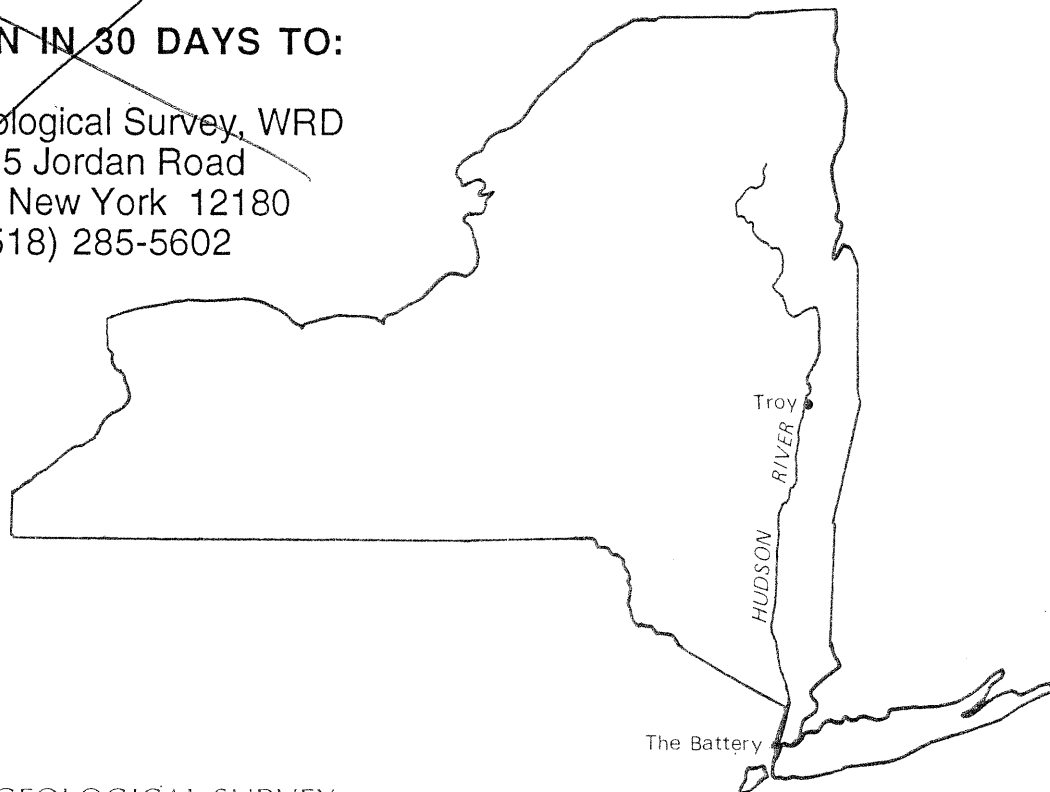 N IN 30 DAYS TO:
ological Survey, WRD
5 Jordan Road
New York 12180
518) 285-5602
Troy
HUDSON RIVER
The Battery
GEOLOGICAL SURVEY